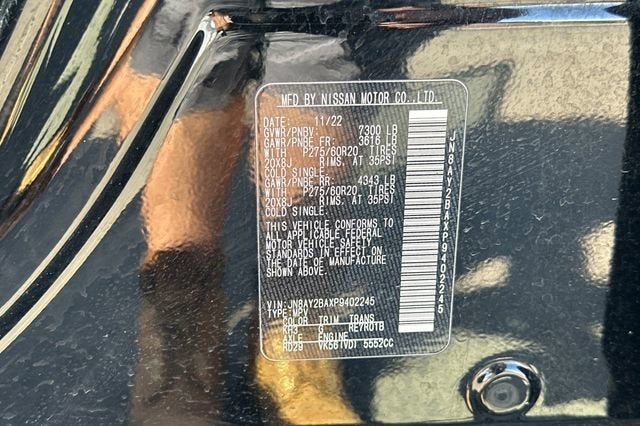 MFD BY NISSAN MOTOR CO.,LTD.
DATE: 11/22
GVWR/PNBV: 7300 LB
GAWR/PNBE FR: 3616 LB
WITH P275/60R20 TIRES
20X8J RIMS. AT 35PSI
COLD SINGLE.
GAWR/PNBE RR: 4343 LB
WITH P275/60R20 TIRES
20X8J RIMS. AT 35PSI
COLD SINGLE.
THIS VEHICLE CONFORMS TO
ALL APPLICABLE FEDERAL
MOTOR VEHICLE SAFETY
STANDARDS IN EFFECT ON
THE DATE OF MANUFACTURE
SHOWN ABOVE.
VIN: JN8AY2BAXP9402245
TYPE: MPV
COLOR TRIM TRANS
KH3 G RE7R01B
AXLE ENGINE
RD29 VK56(VD) 5552CC
JN8AY2BAXP9402245